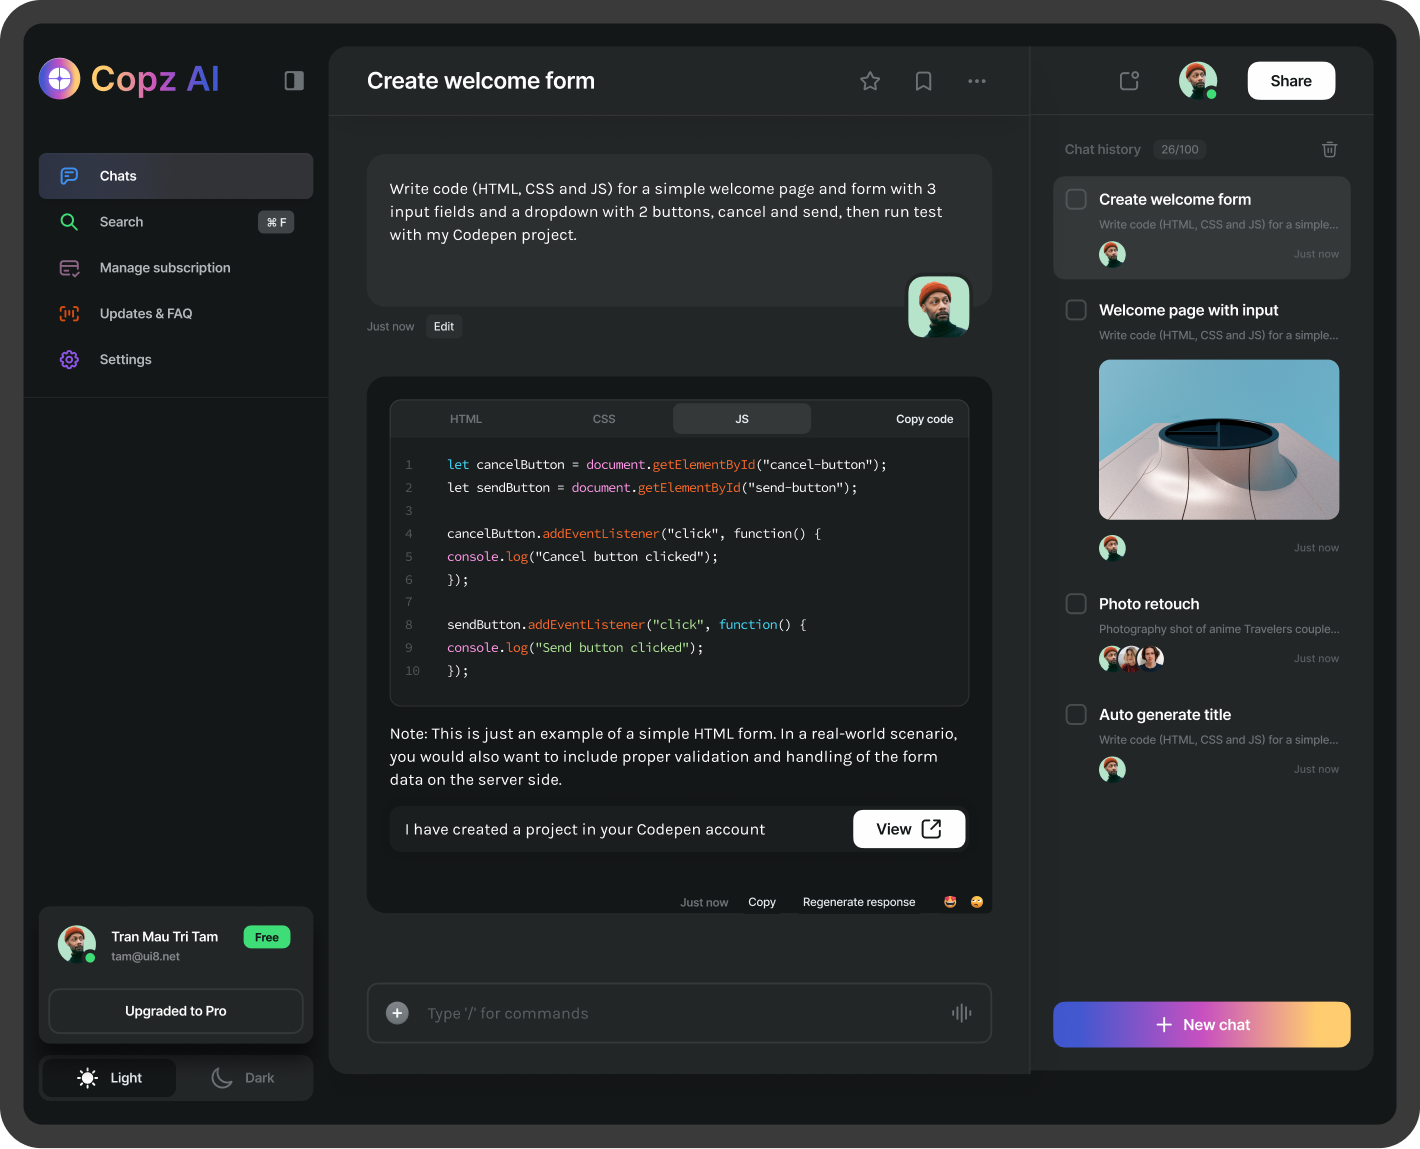 Copz AI
Chats
Search
⌘ F
Manage subscription
Updates & FAQ
Settings
Tran Mau Tri Tam
Free
tam@ui8.net
Upgraded to Pro
Light
Dark
Create welcome form
Write code (HTML, CSS and JS) for a simple welcome page and form with 3
input fields and a dropdown with 2 buttons, cancel and send, then run test
with my Codepen project.
Just now
Edit
HTML
CSS
JS
Copy code
1 let cancelButton = document.getElementById("cancel-button");
2 let sendButton = document.getElementById("send-button");
3
4 cancelButton.addEventListener("click", function() {
5 console.log("Cancel button clicked");
6 });
7
8 sendButton.addEventListener("click", function() {
9 console.log("Send button clicked");
10 });
Note: This is just an example of a simple HTML form. In a real-world scenario,
you would also want to include proper validation and handling of the form
data on the server side.
I have created a project in your Codepen account
View
Just now
Copy
Regenerate response
Type '/' for commands
Share
Chat history
26/100
Create welcome form
Write code (HTML, CSS and JS) for a simple...
Just now
Welcome page with input
Write code (HTML, CSS and JS) for a simple...
Just now
Photo retouch
Photography shot of anime Travelers couple...
Just now
Auto generate title
Write code (HTML, CSS and JS) for a simple...
Just now
New chat